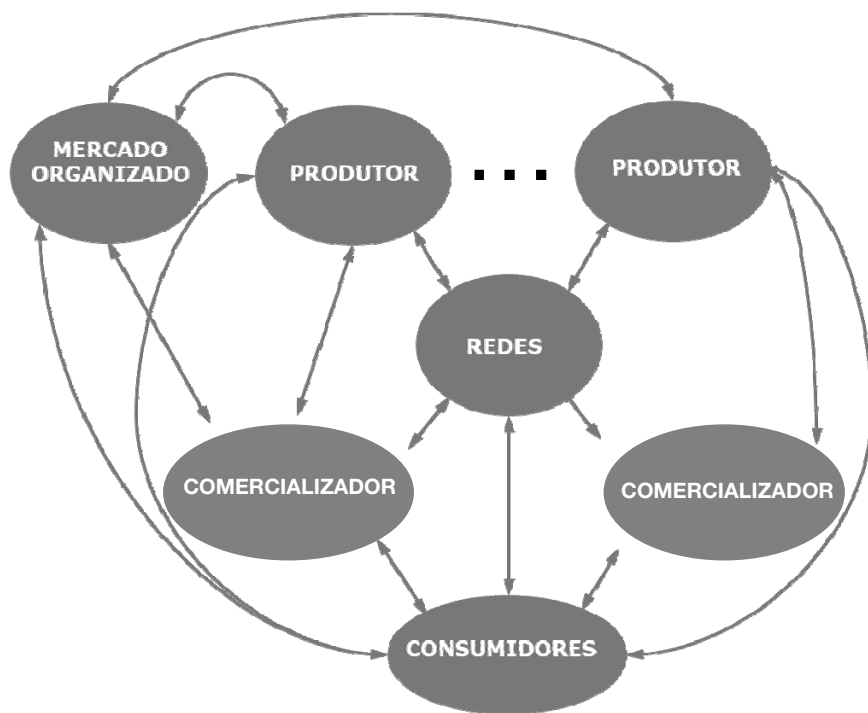 MERCADO
ORGANIZADO
PRODUTOR
. . .
PRODUTOR
REDES
COMERCIALIZADOR
COMERCIALIZADOR
CONSUMIDORES